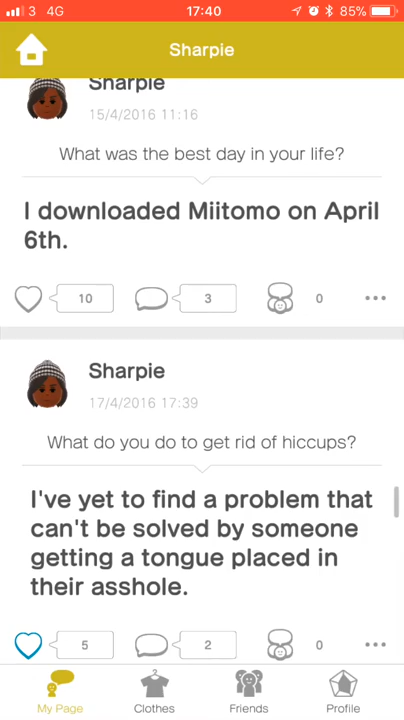 3 4G 17:40 85%
Sharpie
Sharpie
15/4/2016 11:16
What was the best day in your life?
I downloaded Miitomo on April
6th.
10 3 0
Sharpie
17/4/2016 17:39
What do you do to get rid of hiccups?
I've yet to find a problem that
can't be solved by someone
getting a tongue placed in
their asshole.
5 2 0
My Page Clothes Friends Profile